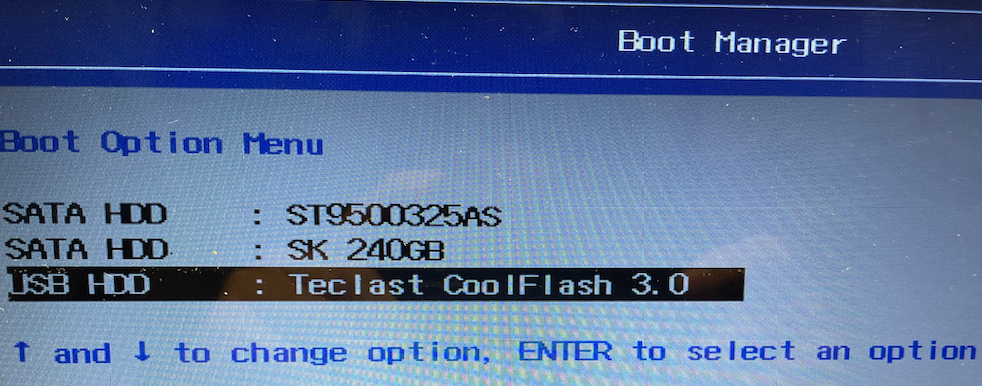 Boot Manager
Boot Option Menu
SATA HDD : ST9500325AS
SATA HDD : SK 240GB
USB HDD : Teclast CoolFlash 3.0
↑ and ↓ to change option, ENTER to select an option